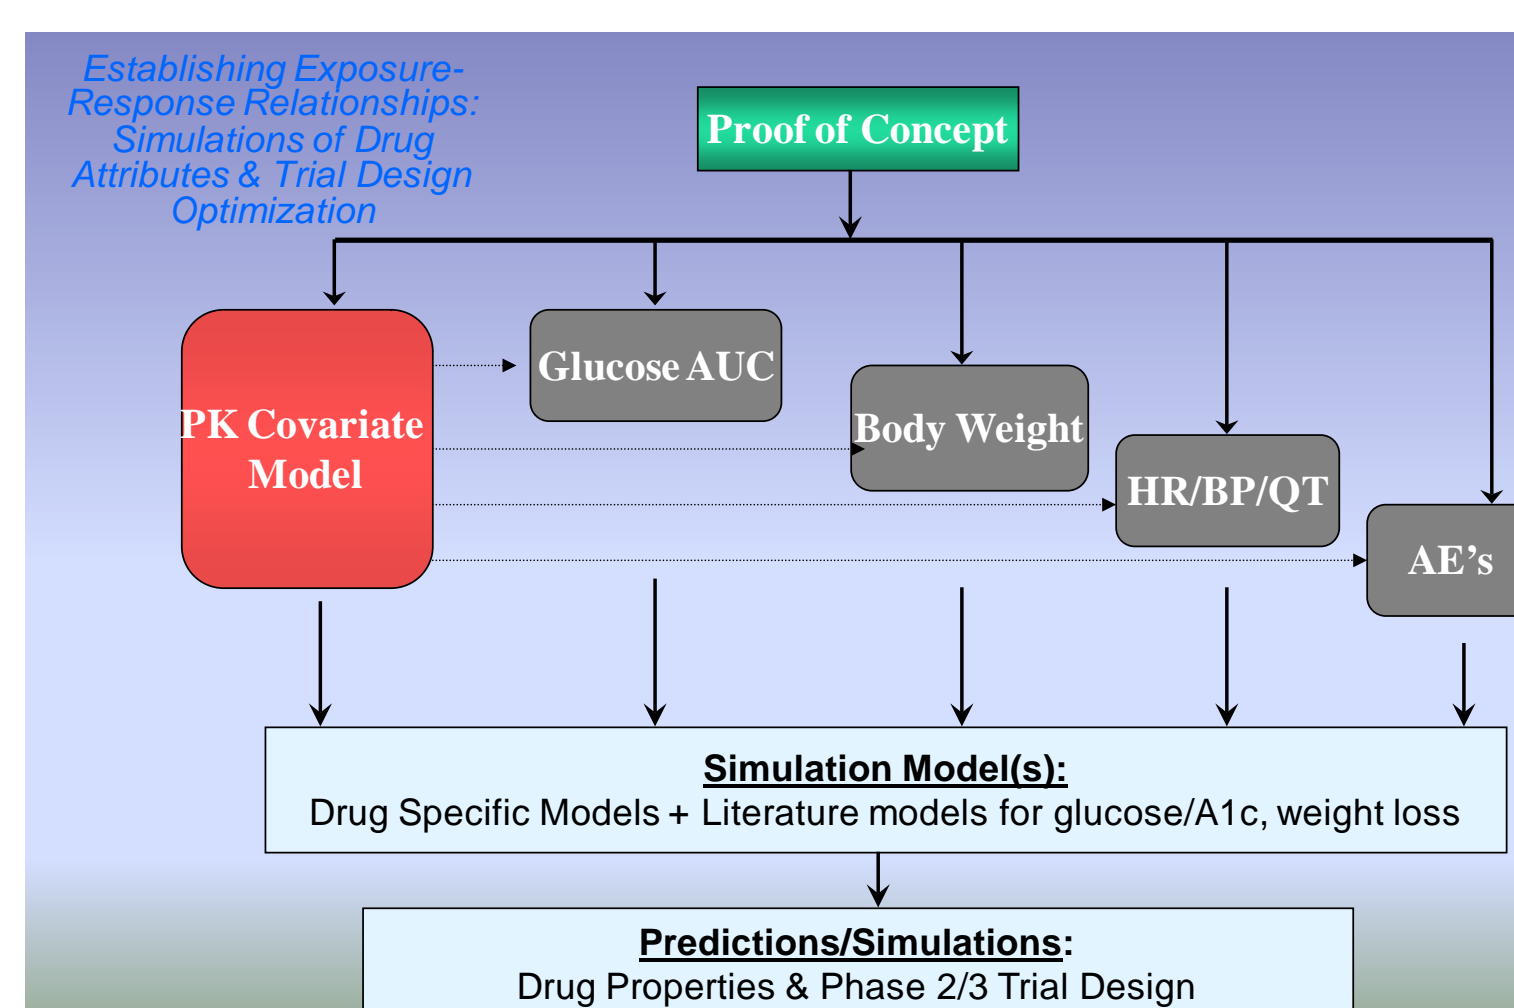 Establishing Exposure-
Response Relationships:
Simulations of Drug
Attributes & Trial Design
Optimization
Proof of Concept
Glucose AUC
PK Covariate
Model
Body Weight
HR/BP/QT
AE’s
Simulation Model(s):
Drug Specific Models + Literature models for glucose/A1c, weight loss
Predictions/Simulations:
Drug Properties & Phase 2/3 Trial Design